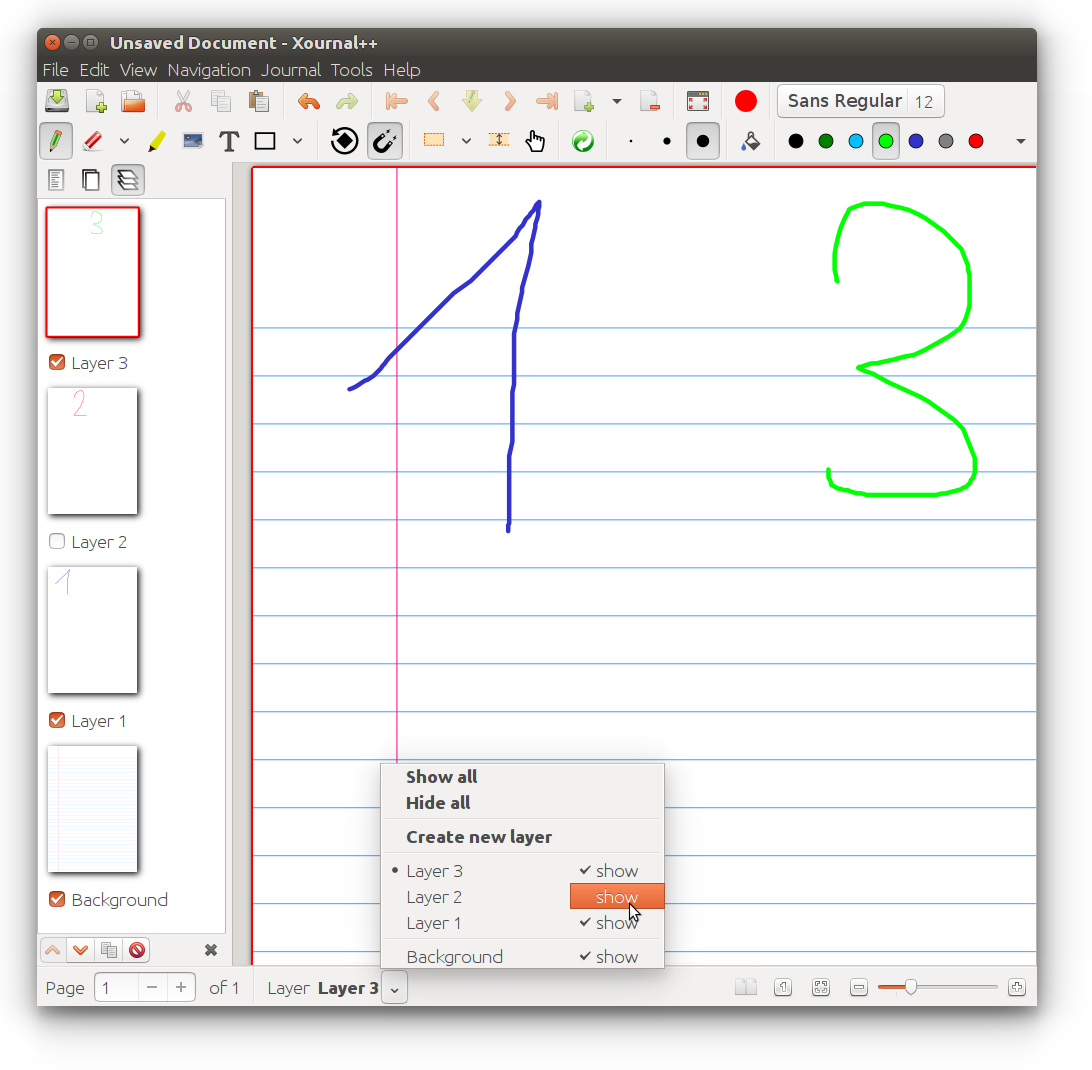 Unsaved Document - Xournal++
File Edit View Navigation Journal Tools Help
Sans Regular 12
T
1 3
3
Layer 3
2
Layer 2
1
Layer 1
Background
Show all
Hide all
Create new layer
• Layer 3 ✓ show
Layer 2 show
Layer 1 ✓ show
Background ✓ show
Page 1 − + of 1 Layer Layer 3 1